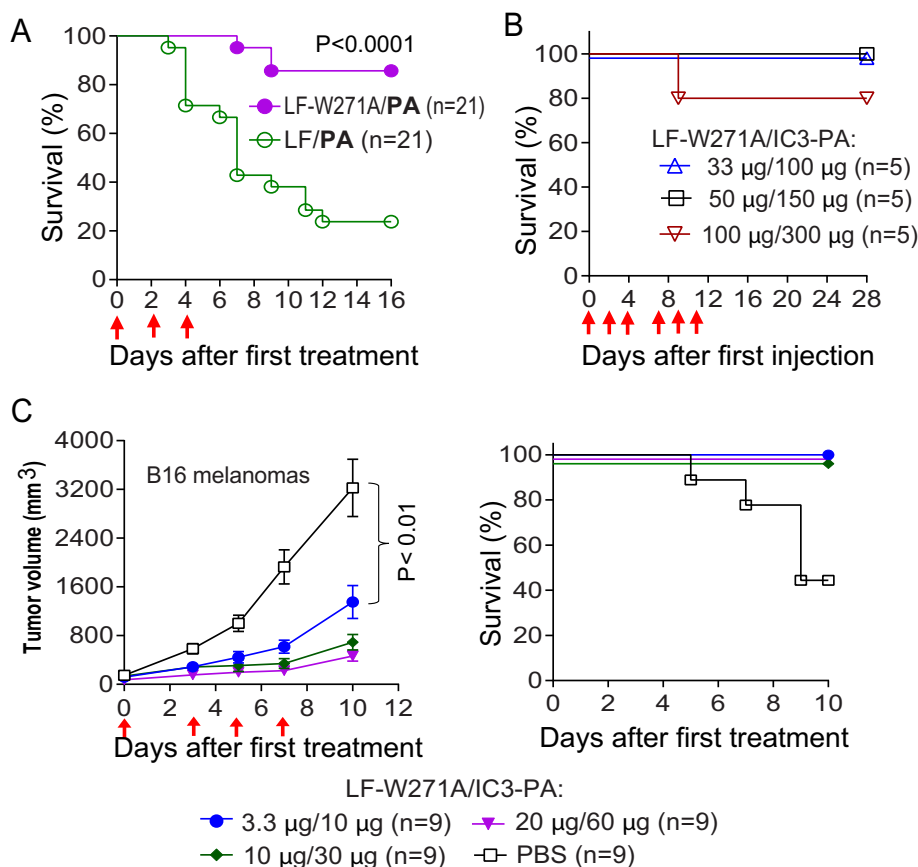 A
100
80
60
40
20
0
Survival (%)
P<0.0001
LF-W271A/PA (n=21)
LF/PA (n=21)
0 2 4 6 8 10 12 14 16
Days after first treatment
B
100
80
60
40
20
0
Survival (%)
LF-W271A/IC3-PA:
33 µg/100 µg (n=5)
50 µg/150 µg (n=5)
100 µg/300 µg (n=5)
0 4 8 12 16 20 24 28
Days after first injection
C
4000
3200
2400
1600
800
0
Tumor volume (mm³)
B16 melanomas
P< 0.01
0 2 4 6 8 10 12
Days after first treatment
100
80
60
40
20
0
Survival (%)
0 2 4 6 8 10
Days after first treatment
LF-W271A/IC3-PA:
3.3 µg/10 µg (n=9)
20 µg/60 µg (n=9)
10 µg/30 µg (n=9)
PBS (n=9)